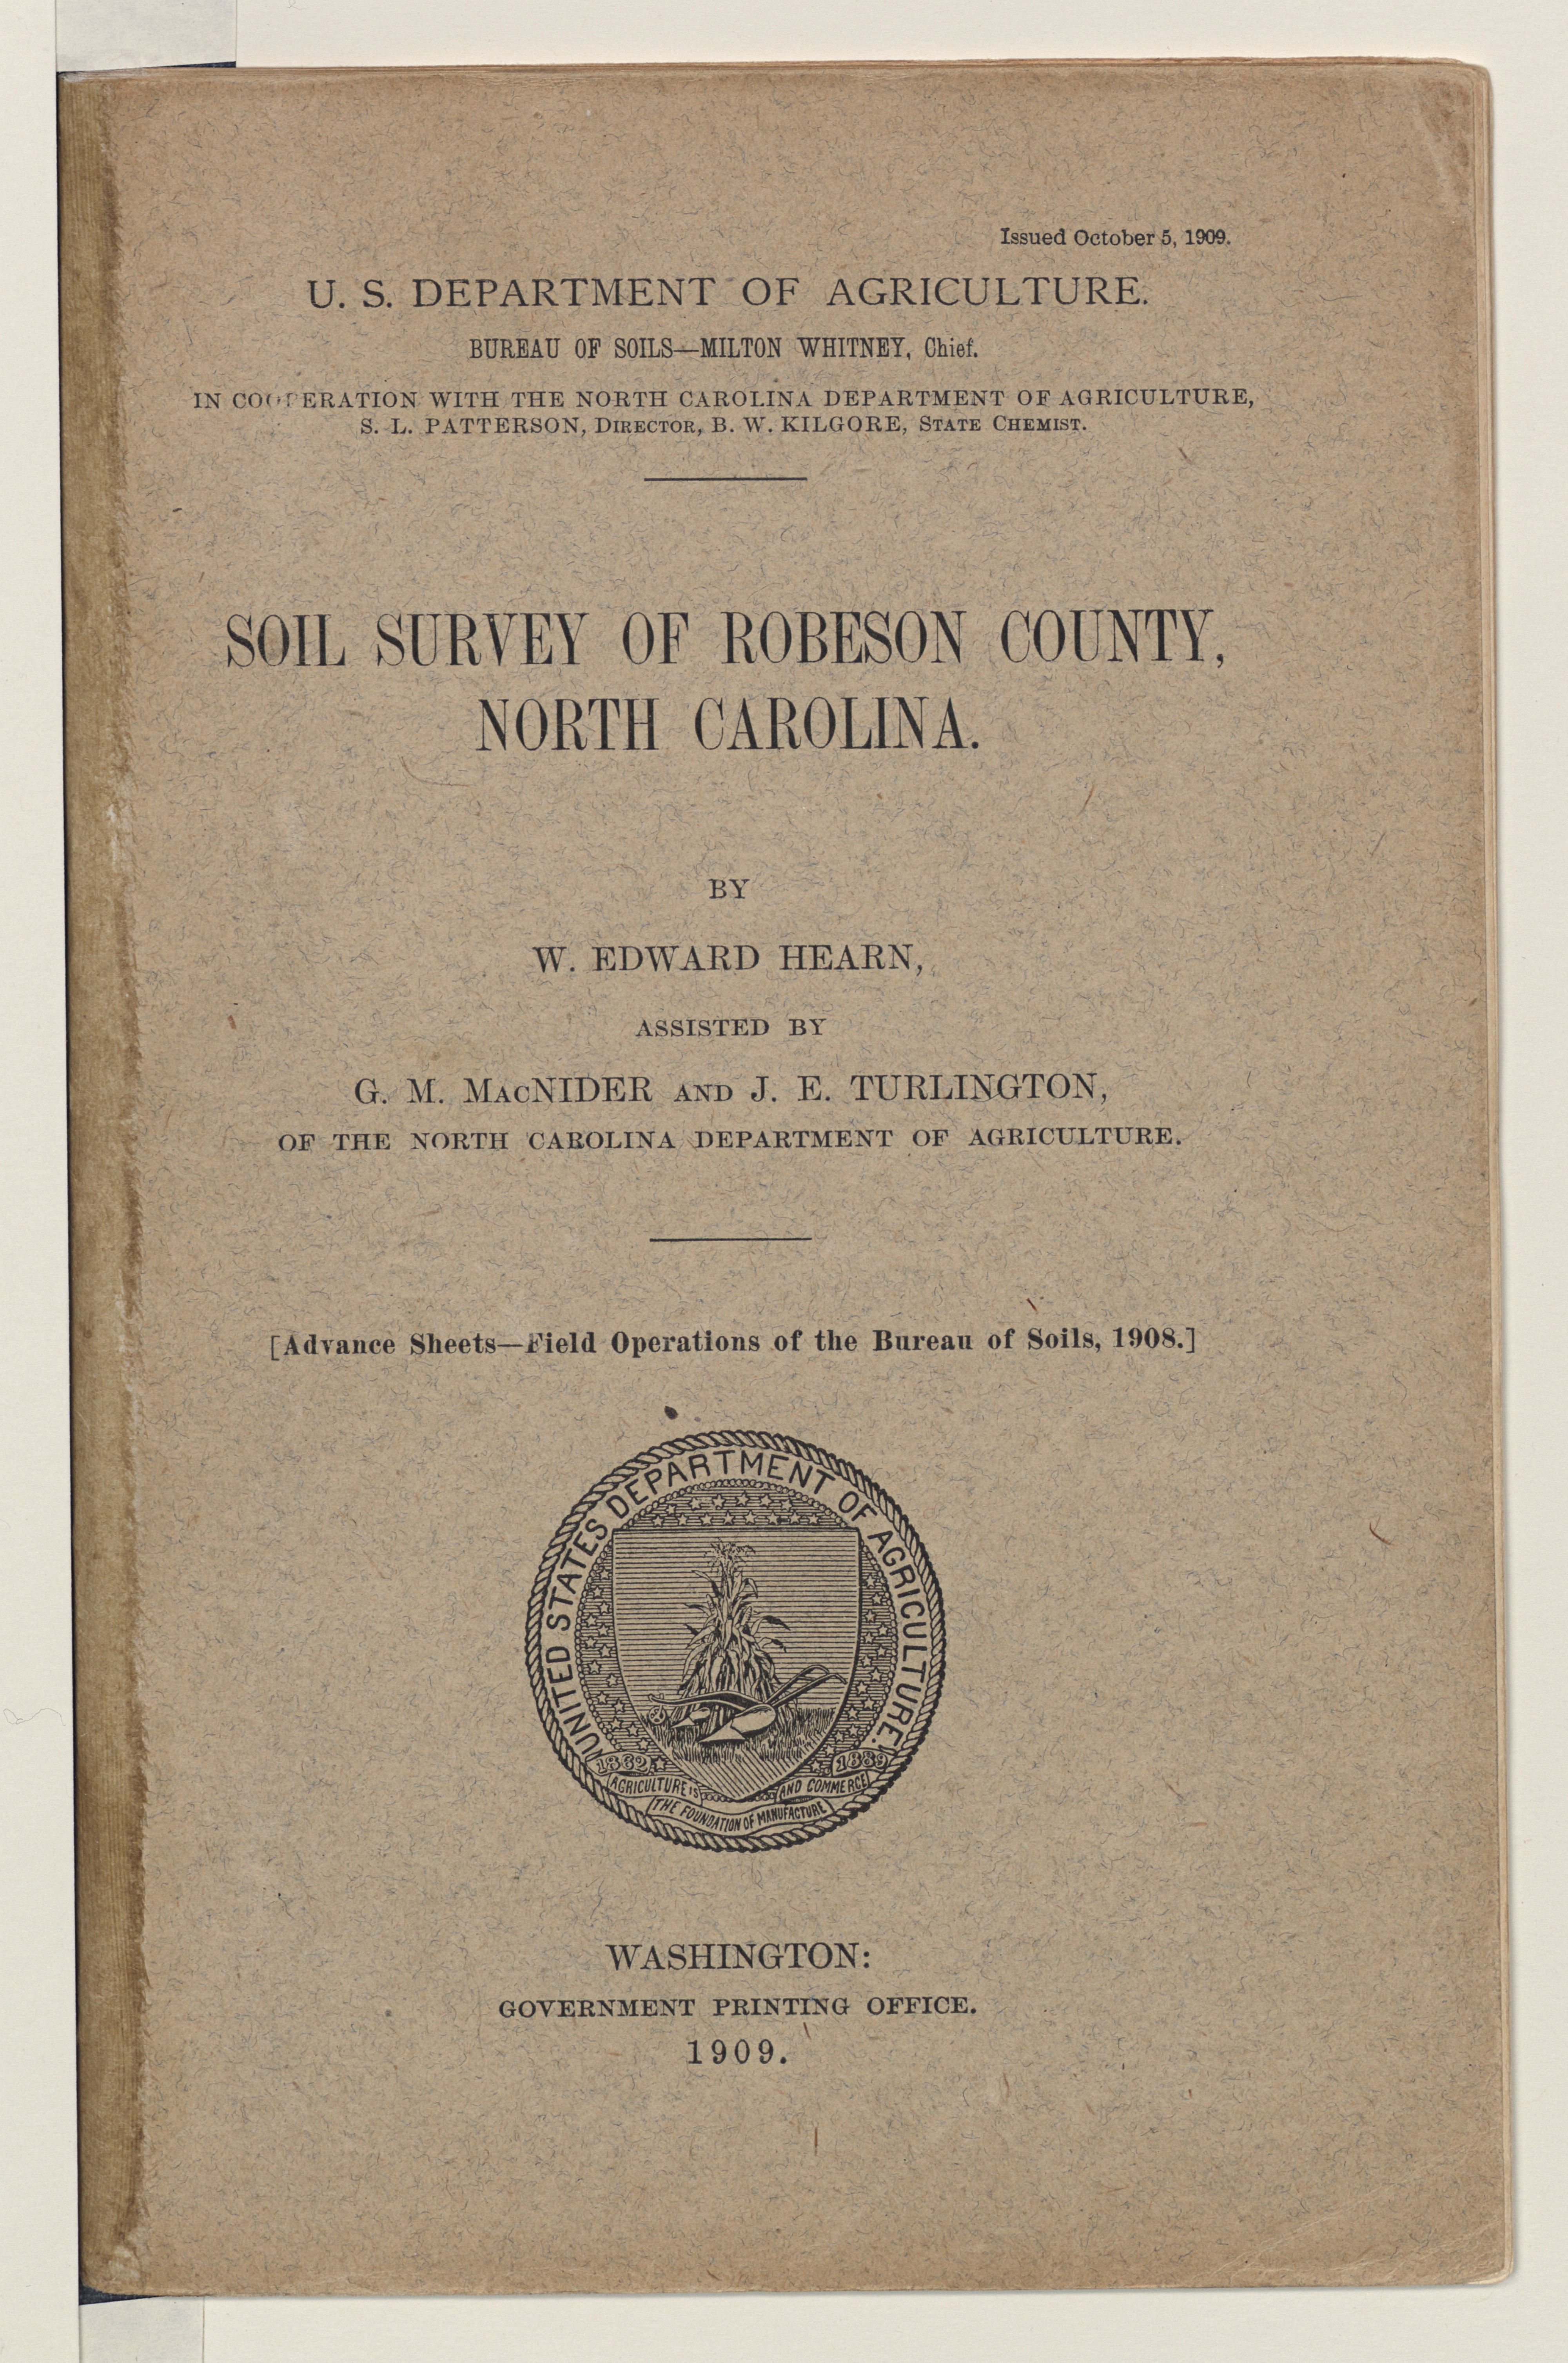 Issued October 5, 1909.
U. S. DEPARTMENT OF AGRICULTURE.
BUREAU OF SOILS—MILTON WHITNEY, Chief.
IN COOPERATION WITH THE NORTH CAROLINA DEPARTMENT OF AGRICULTURE,
S. L. PATTERSON, DIRECTOR, B. W. KILGORE, STATE CHEMIST.
SOIL SURVEY OF ROBESON COUNTY,
NORTH CAROLINA.
BY
W. EDWARD HEARN,
ASSISTED BY
G. M. MACNIDER AND J. E. TURLINGTON,
OF THE NORTH CAROLINA DEPARTMENT OF AGRICULTURE.
[Advance Sheets—Field Operations of the Bureau of Soils, 1908.]
UNITED STATES DEPARTMENT OF AGRICULTURE.
1862 1889
AGRICULTURE IS THE FOUNDATION OF MANUFACTURE AND COMMERCE
WASHINGTON:
GOVERNMENT PRINTING OFFICE.
1909.